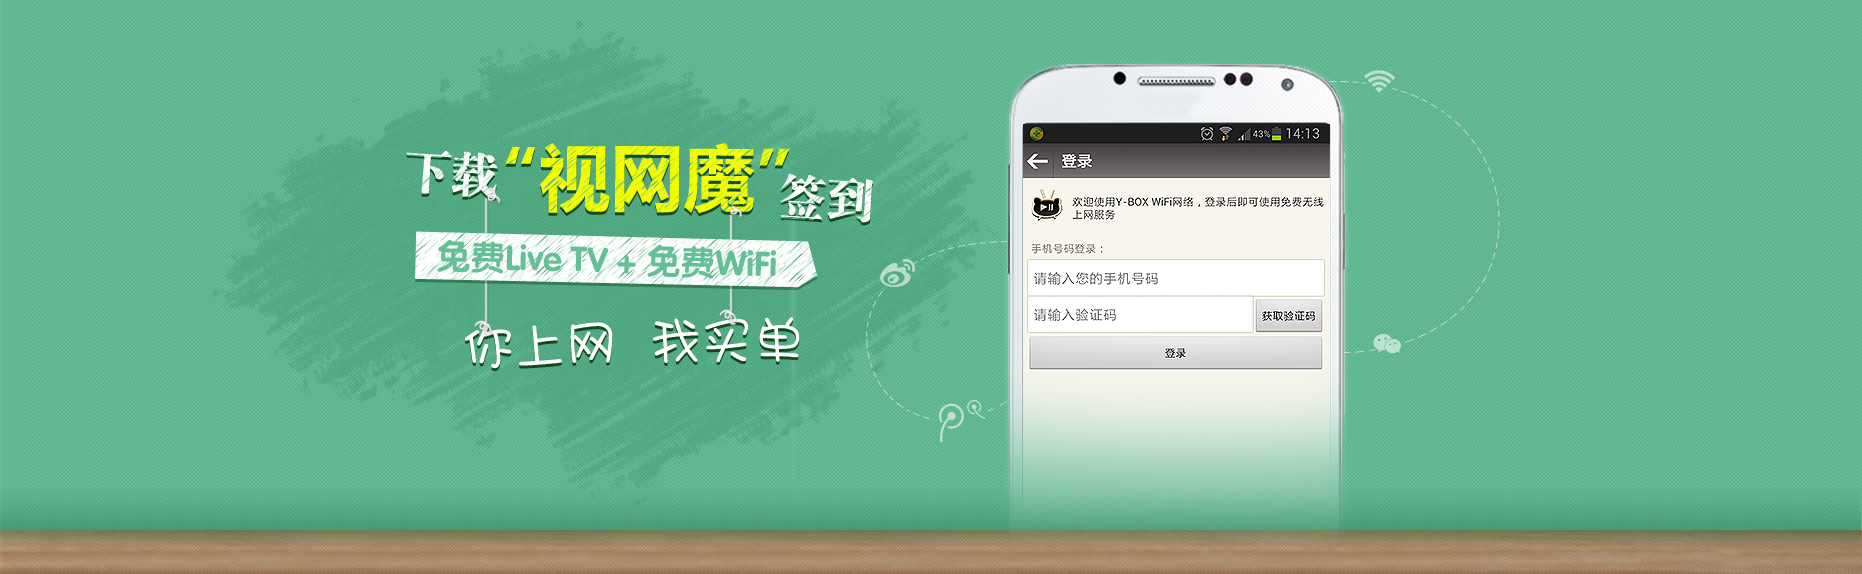 下载“视网魔”签到
免费Live TV + 免费WiFi
你上网 我买单
43% 14:13
登录
欢迎使用Y-BOX WiFi网络，登录后即可使用免费无线
上网服务
手机号码登录：
请输入您的手机号码
请输入验证码 获取验证码
登录